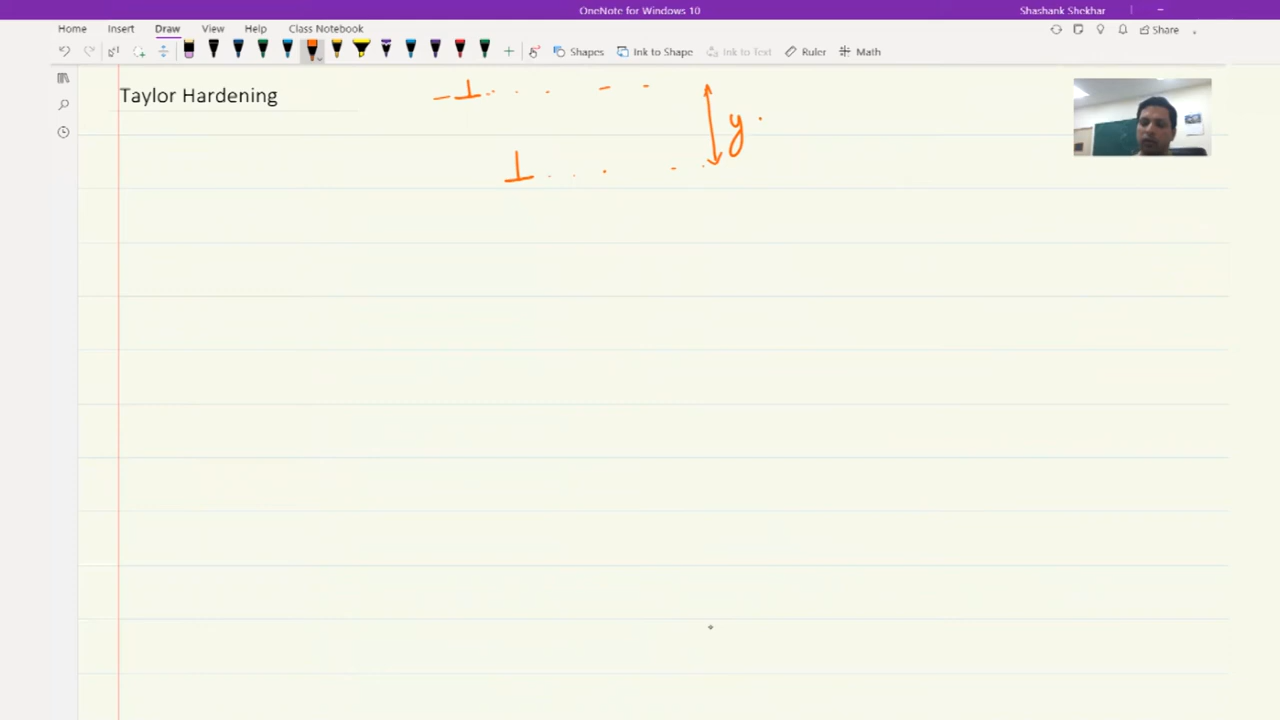 OneNote for Windows 10
Shashank Shekhar
Home Insert Draw View Help Class Notebook
Share
Shapes Ink to Shape Ink to Text Ruler Math
Taylor Hardening
y